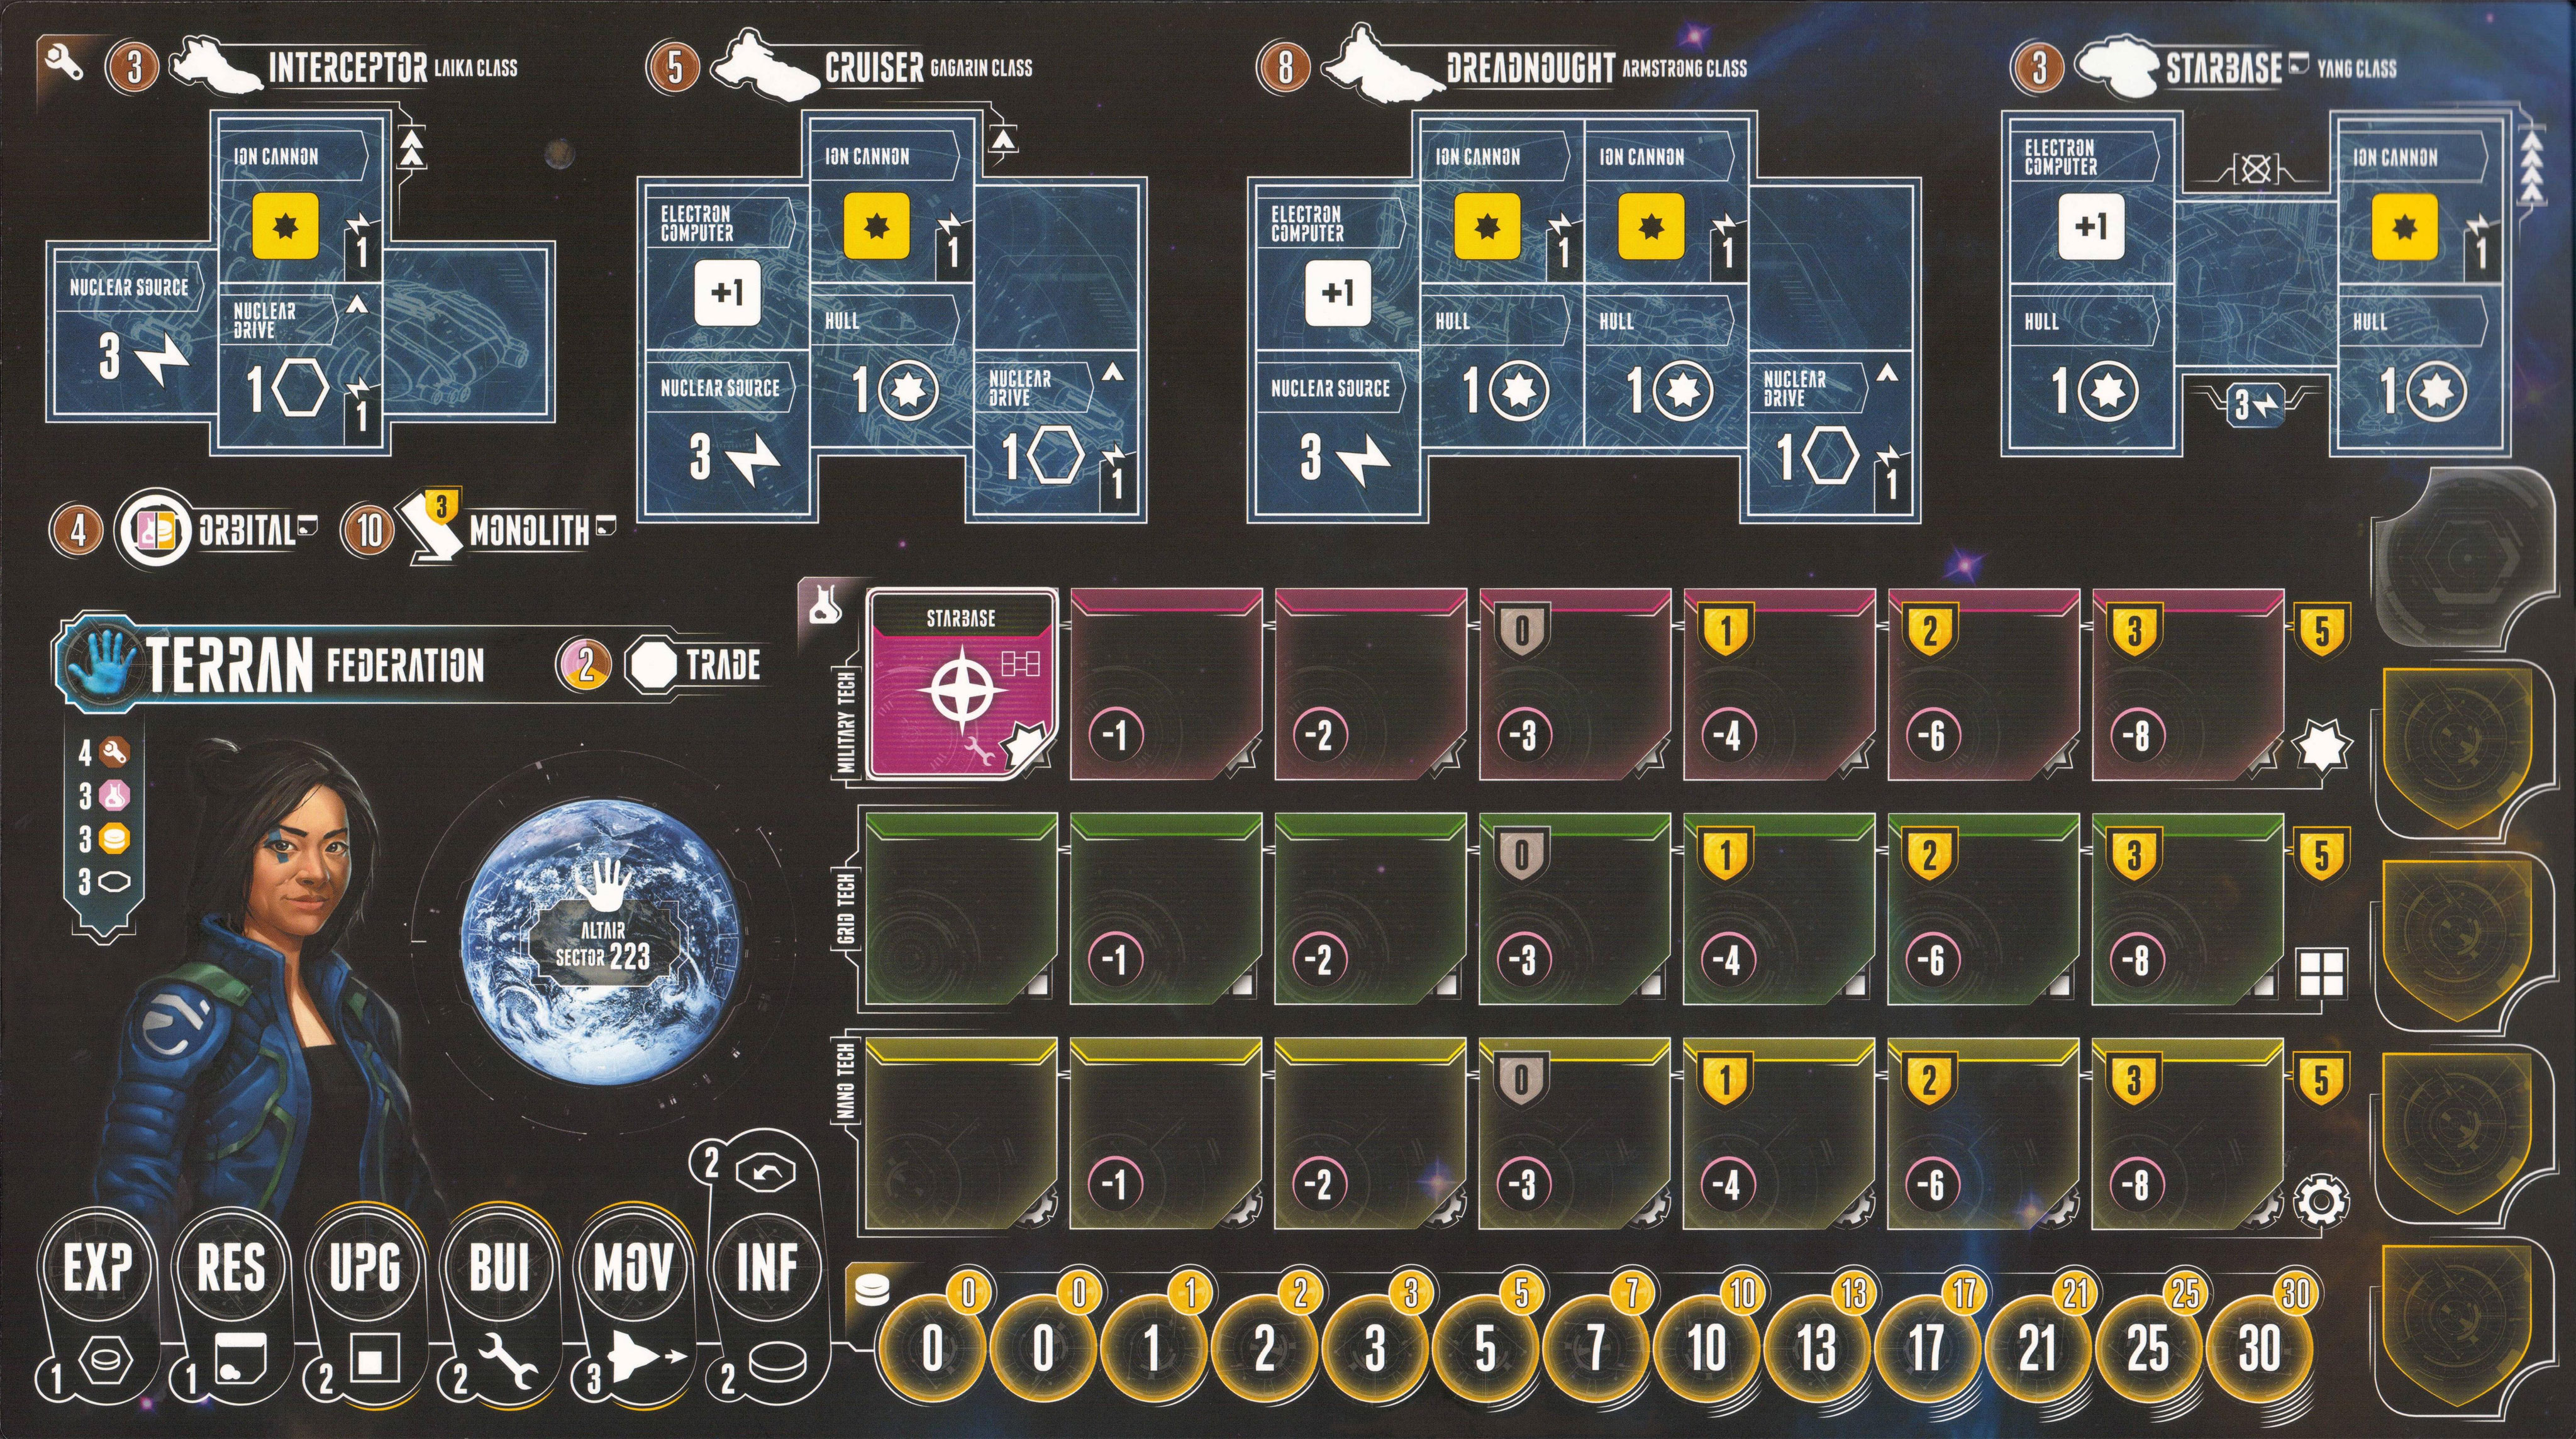 3 INTERCEPTOR LAIKA CLASS
ION CANNON
1
NUCLEAR SOURCE
3
NUCLEAR DRIVE
1
1
5 CRUISER GAGARIN CLASS
ELECTRON COMPUTER
+1
ION CANNON
1
HULL
1
NUCLEAR SOURCE
3
NUCLEAR DRIVE
1
1
8 DREADNOUGHT ARMSTRONG CLASS
ELECTRON COMPUTER
+1
ION CANNON
1
ION CANNON
1
HULL
1
HULL
1
NUCLEAR SOURCE
3
NUCLEAR DRIVE
1
1
3 STARBASE YANG CLASS
ELECTRON COMPUTER
+1
ION CANNON
1
HULL
1
3
HULL
1
4 ORBITAL
10 3 MONOLITH
TERRAN FEDERATION
2 TRADE
4
3
3
3
ALTAIR
SECTOR 223
MILITARY TECH
STARBASE
0 1 2 3 5
-1 -2 -3 -4 -6 -8
GRID TECH
0 1 2 3 5
-1 -2 -3 -4 -6 -8
NANO TECH
0 1 2 3 5
-1 -2 -3 -4 -6 -8
2
EXP RES UPG BUI MOV INF
1 1 2 2 3 2
0 0 1 2 3 5 7 10 13 17 21 25 30
0 0 1 2 3 5 7 10 13 17 21 25 30